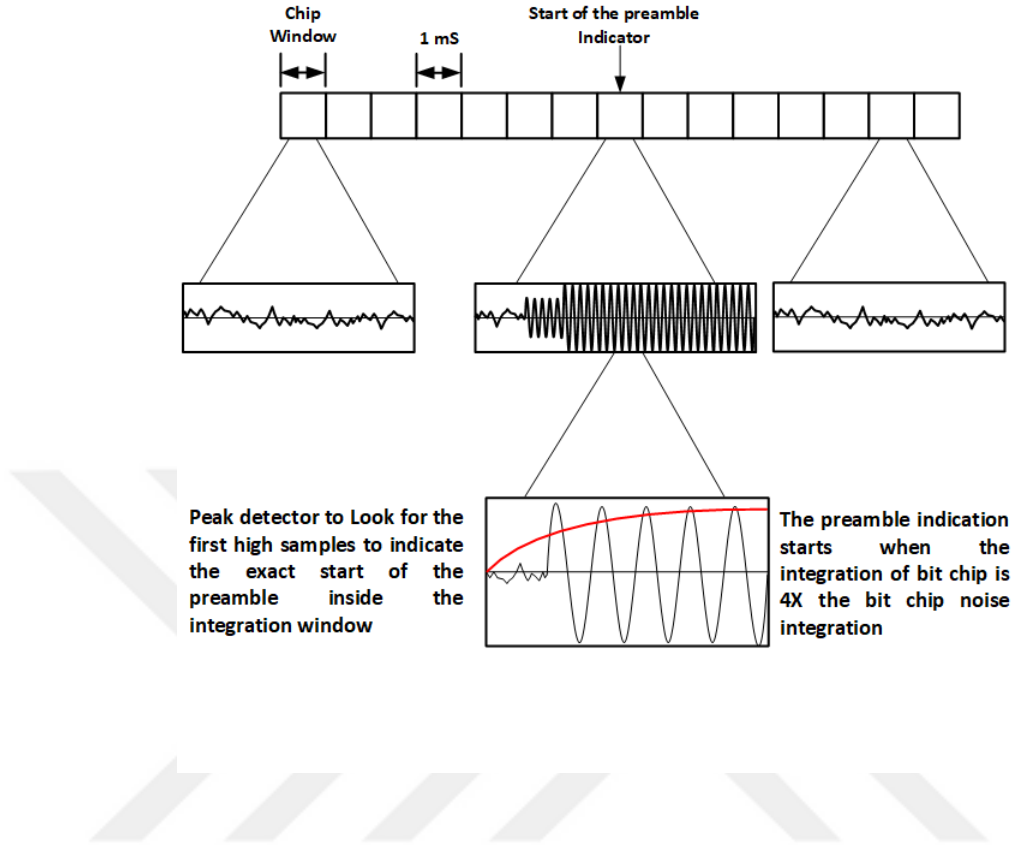 Chip
Window
1 mS
Start of the preamble
Indicator
Peak detector to Look for the
first high samples to indicate
the exact start of the
preamble inside the
integration window
The preamble indication
starts when the
integration of bit chip is
4X the bit chip noise
integration